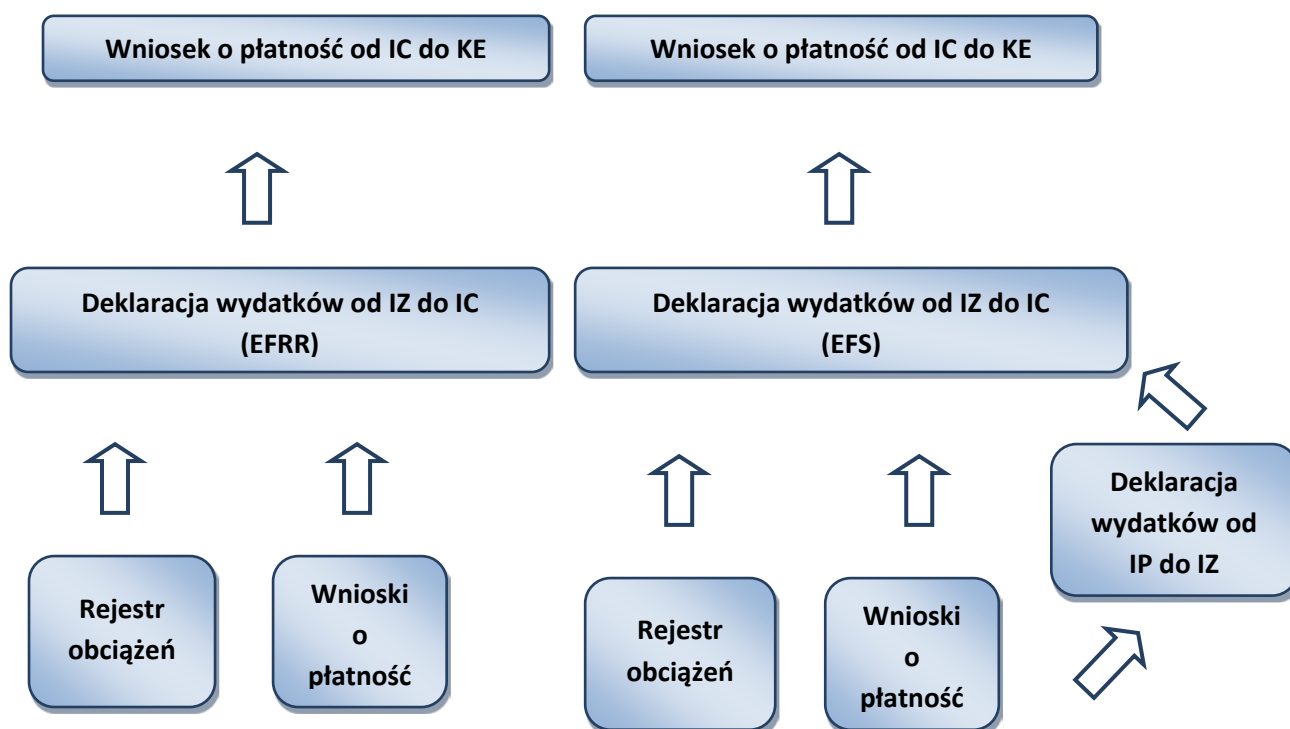 Wniosek o płatność od IC do KE
Wniosek o płatność od IC do KE
Deklaracja wydatków od IZ do IC
(EFRR)
Deklaracja wydatków od IZ do IC
(EFS)
Deklaracja
wydatków od
IP do IZ
Rejestr
obciążeń
Wnioski
o
płatność
Rejestr
obciążeń
Wnioski
o
płatność